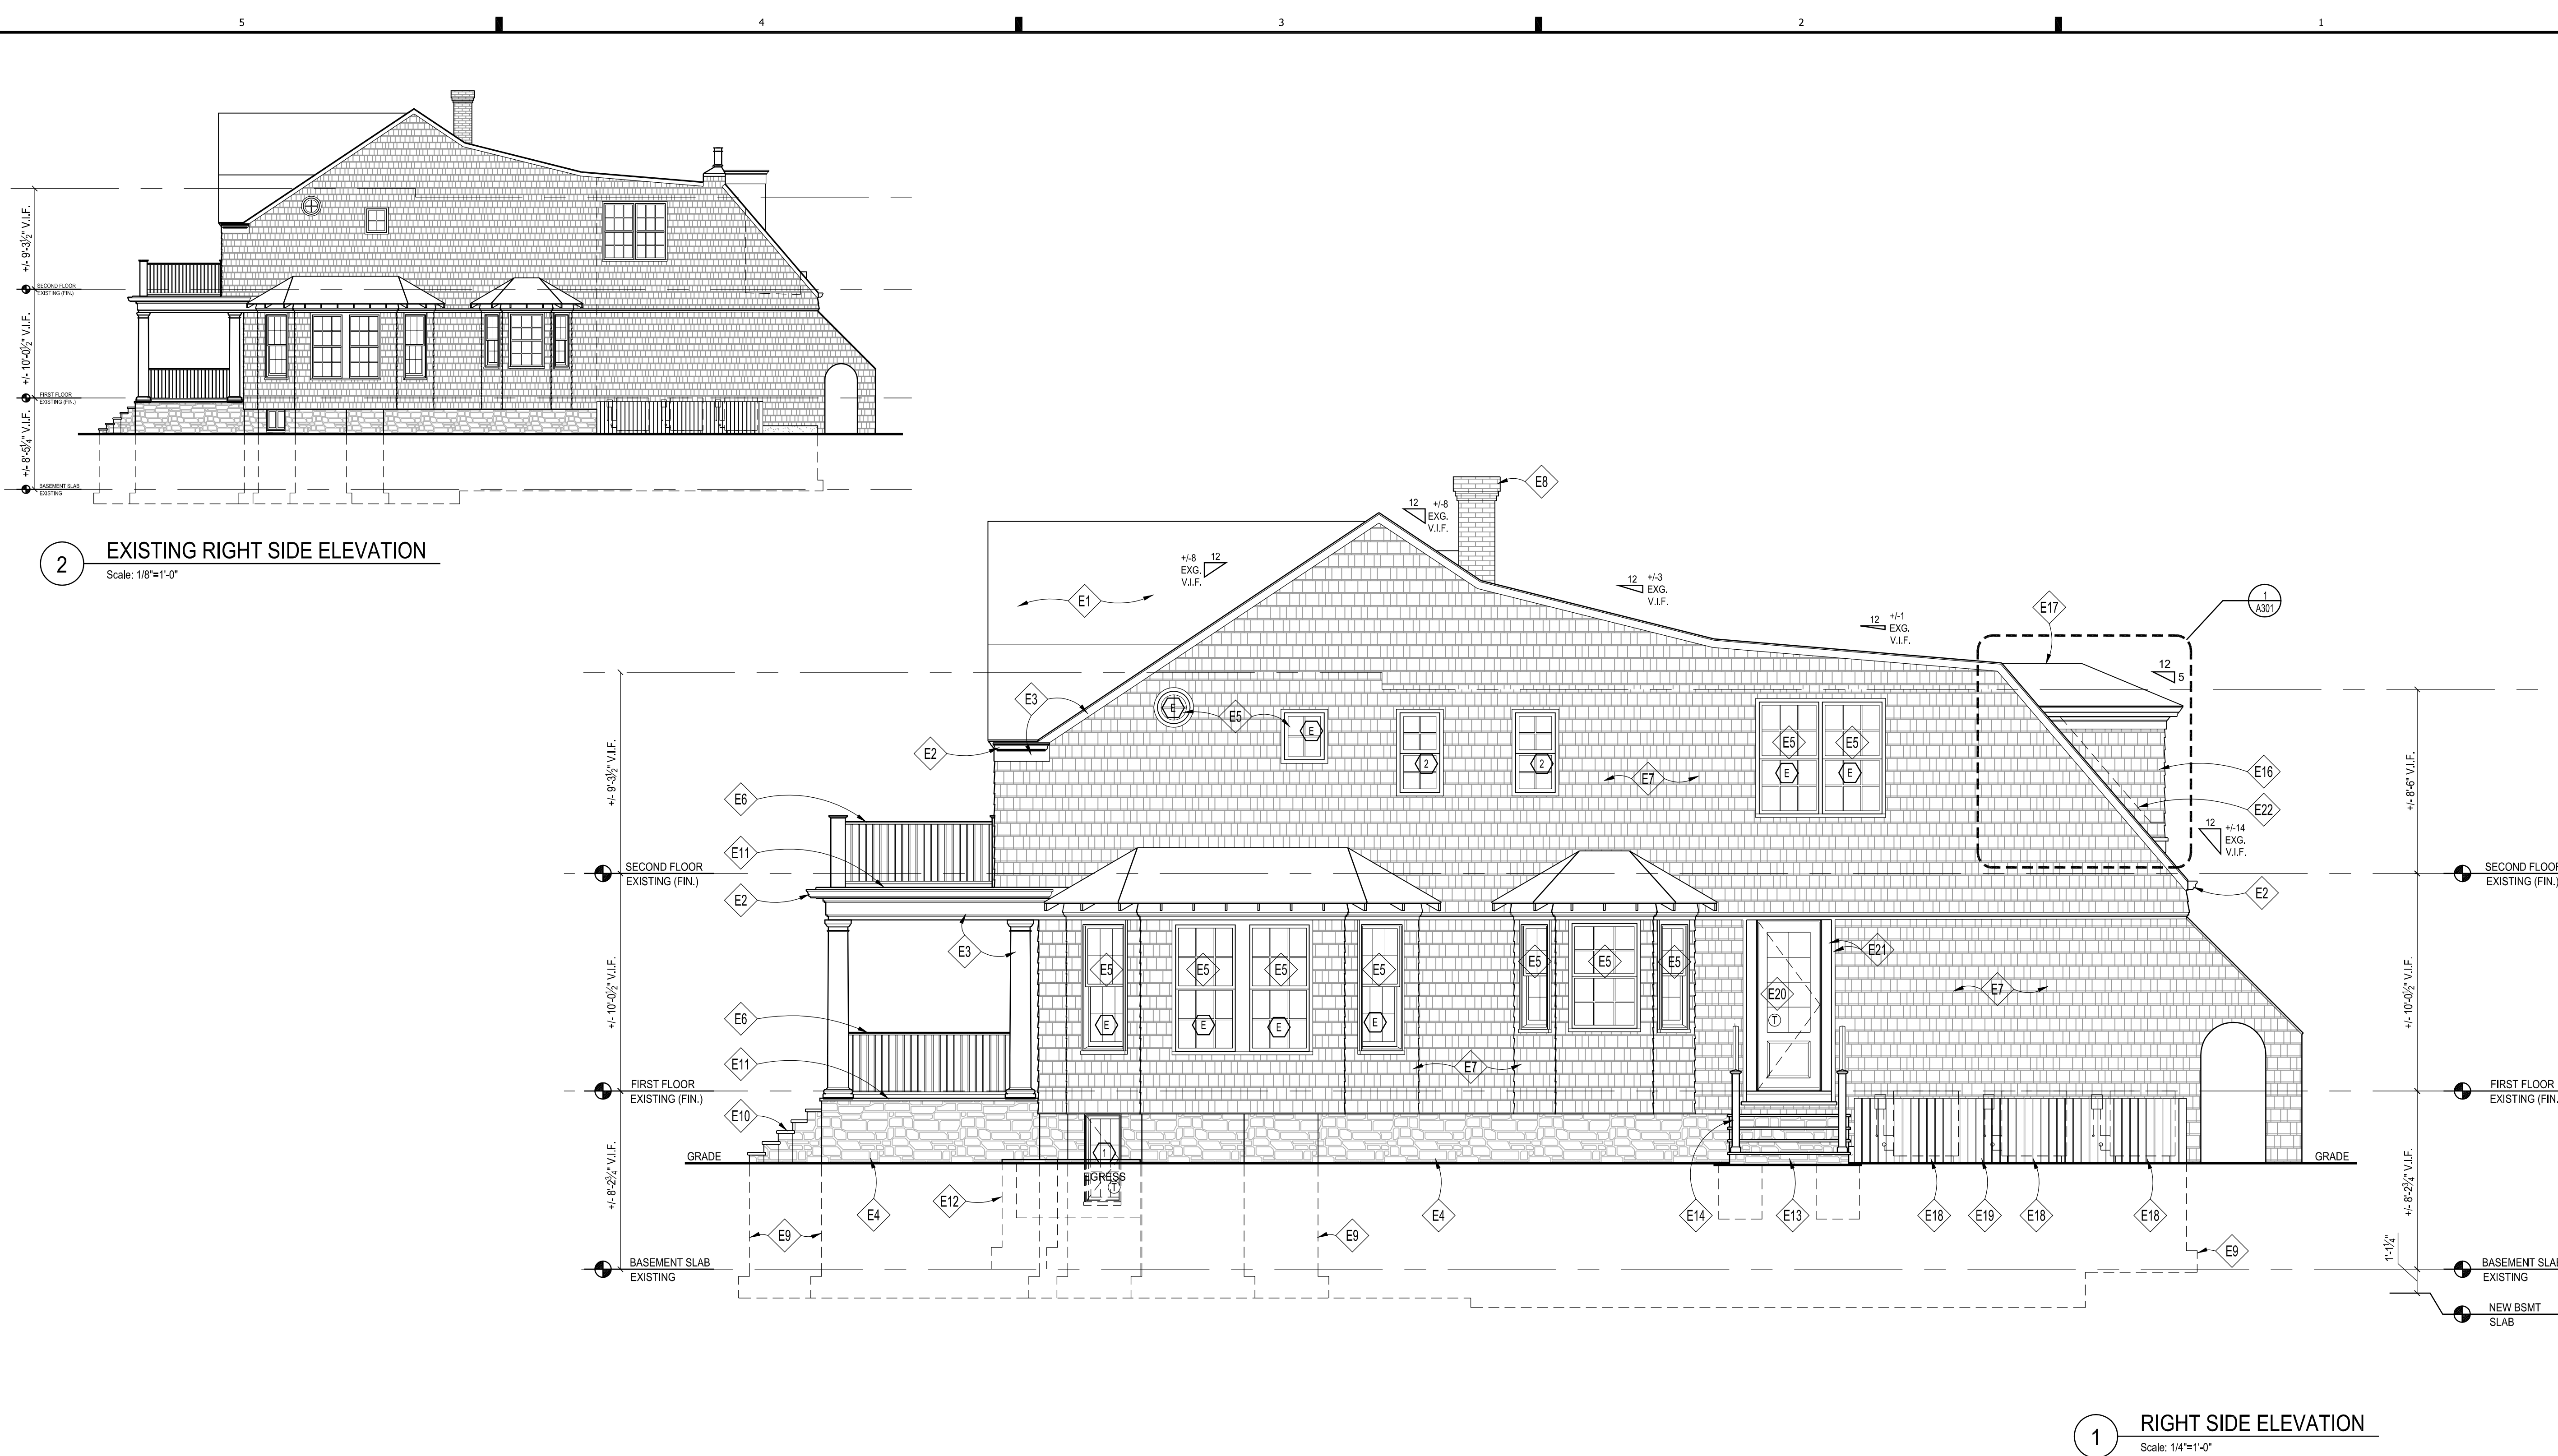 5 4 3 2 1
+/- 9'-3½" V.I.F.
SECOND FLOOR
EXISTING (FIN.)
+/- 10'-0½" V.I.F.
FIRST FLOOR
EXISTING (FIN.)
+/- 8'-5¼" V.I.F.
BASEMENT SLAB
EXISTING
2
EXISTING RIGHT SIDE ELEVATION
Scale: 1/8"=1'-0"
E8
12 +/-8
EXG.
V.I.F.
+/-8 12
EXG.
V.I.F.
12 +/-3
EXG.
V.I.F.
12 +/-1
EXG.
V.I.F.
E1
E17
1
A301
12
5
E3
E2
E
E5
E
2
2
E5
E5
E
E
E7
E16
E22
12 +/-14
EXG.
V.I.F.
E6
E11
E2
E3
E2
+/- 9'-3½" V.I.F.
+/- 8'-6" V.I.F.
SECOND FLOOR
EXISTING (FIN.)
SECOND FLOOR
EXISTING (FIN.)
E5
E5
E5
E5
E5
E5
E5
E21
E20
T
E7
E
E
E
E
E7
E6
E11
E10
+/- 10'-0½" V.I.F.
+/- 10'-0½" V.I.F.
FIRST FLOOR
EXISTING (FIN.)
FIRST FLOOR
EXISTING (FIN.
GRADE
1
EGRESS
T
GRADE
E12
E4
E4
E14
E13
E18
E19
E18
E18
E9
E9
E9
+/- 8'-2¾" V.I.F.
+/- 8'-2¾" V.I.F.
1'-1¼"
BASEMENT SLAB
EXISTING
BASEMENT SLAB
EXISTING
NEW BSMT
SLAB
1
RIGHT SIDE ELEVATION
Scale: 1/4"=1'-0"